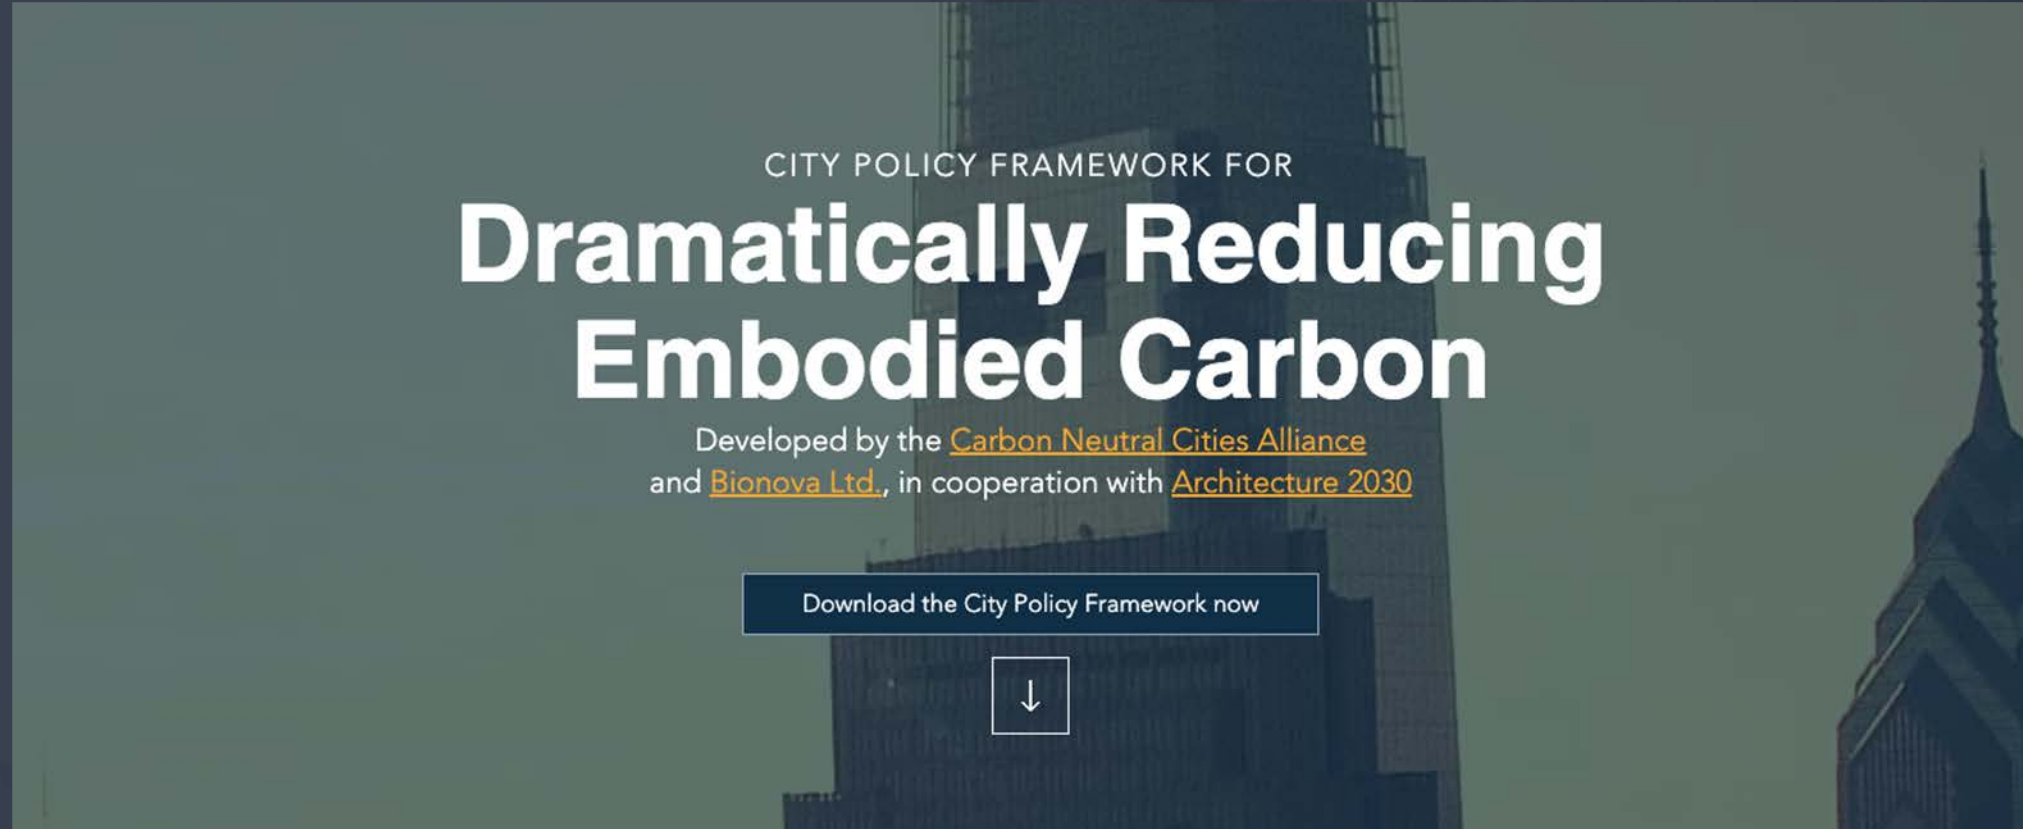 CITY POLICY FRAMEWORK FOR
Dramatically Reducing
Embodied Carbon
Developed by the Carbon Neutral Cities Alliance
and Bionova Ltd., in cooperation with Architecture 2030
Download the City Policy Framework now